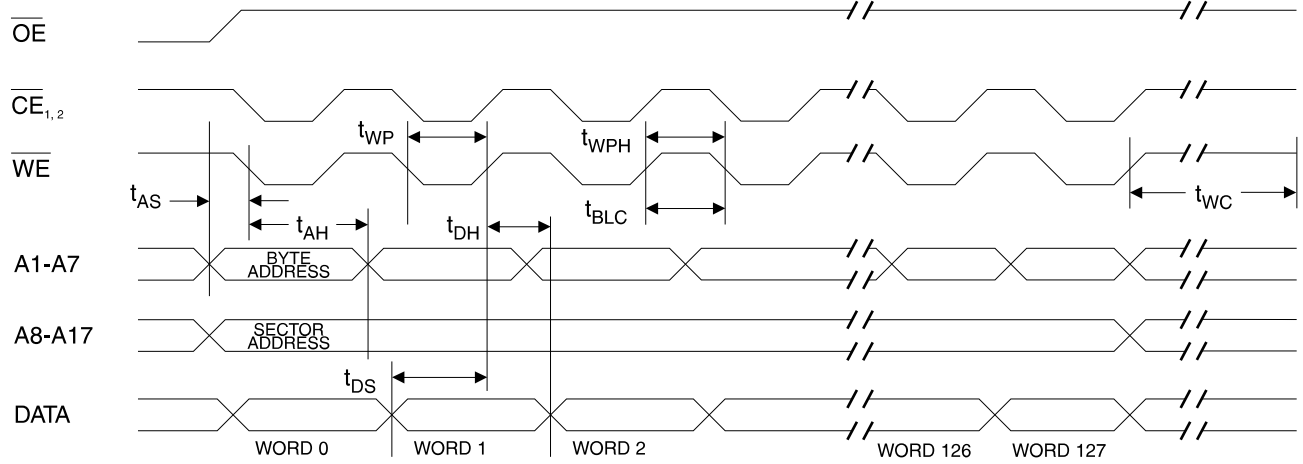 OE
CE1, 2
tWP
tWPH
WE
tAS
tWC
tBLC
tAH
tDH
A1-A7
BYTE
ADDRESS
A8-A17
SECTOR
ADDRESS
tDS
DATA
WORD 0
WORD 1
WORD 2
WORD 126
WORD 127